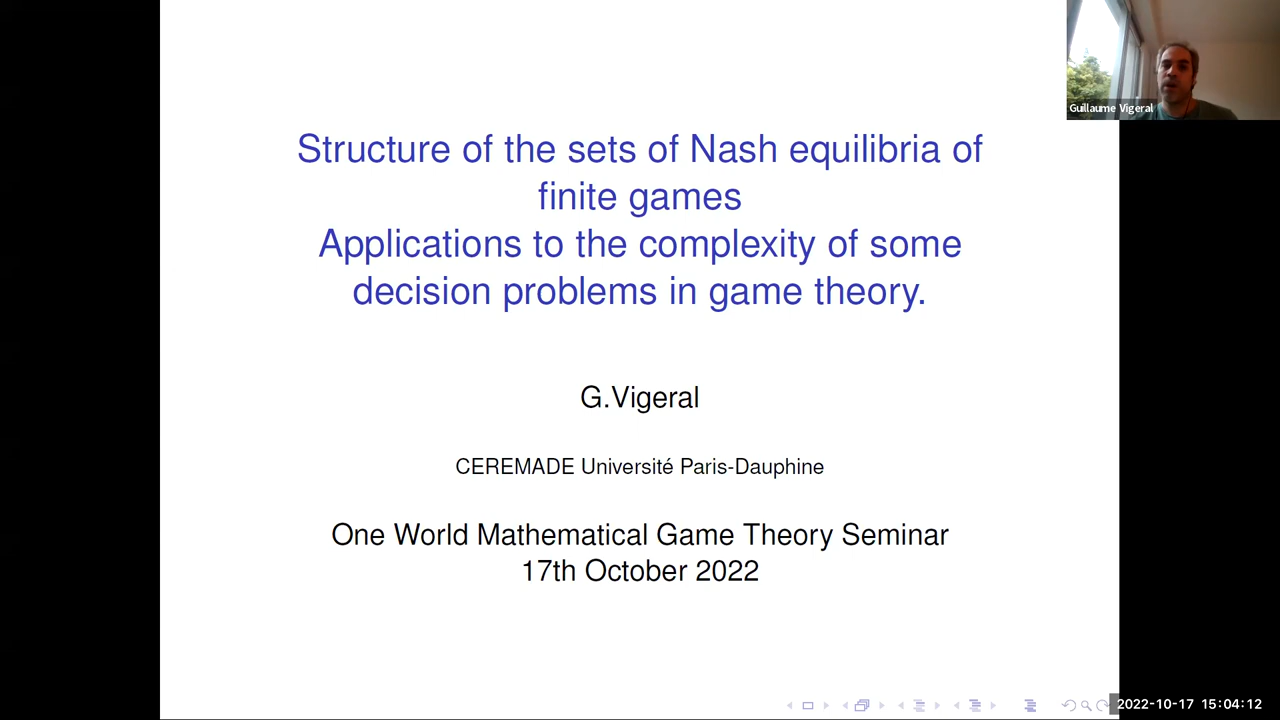 Guillaume Vigeral
Structure of the sets of Nash equilibria of
finite games
Applications to the complexity of some
decision problems in game theory.
G.Vigeral
CEREMADE Université Paris-Dauphine
One World Mathematical Game Theory Seminar
17th October 2022
2022-10-17 15:04:12